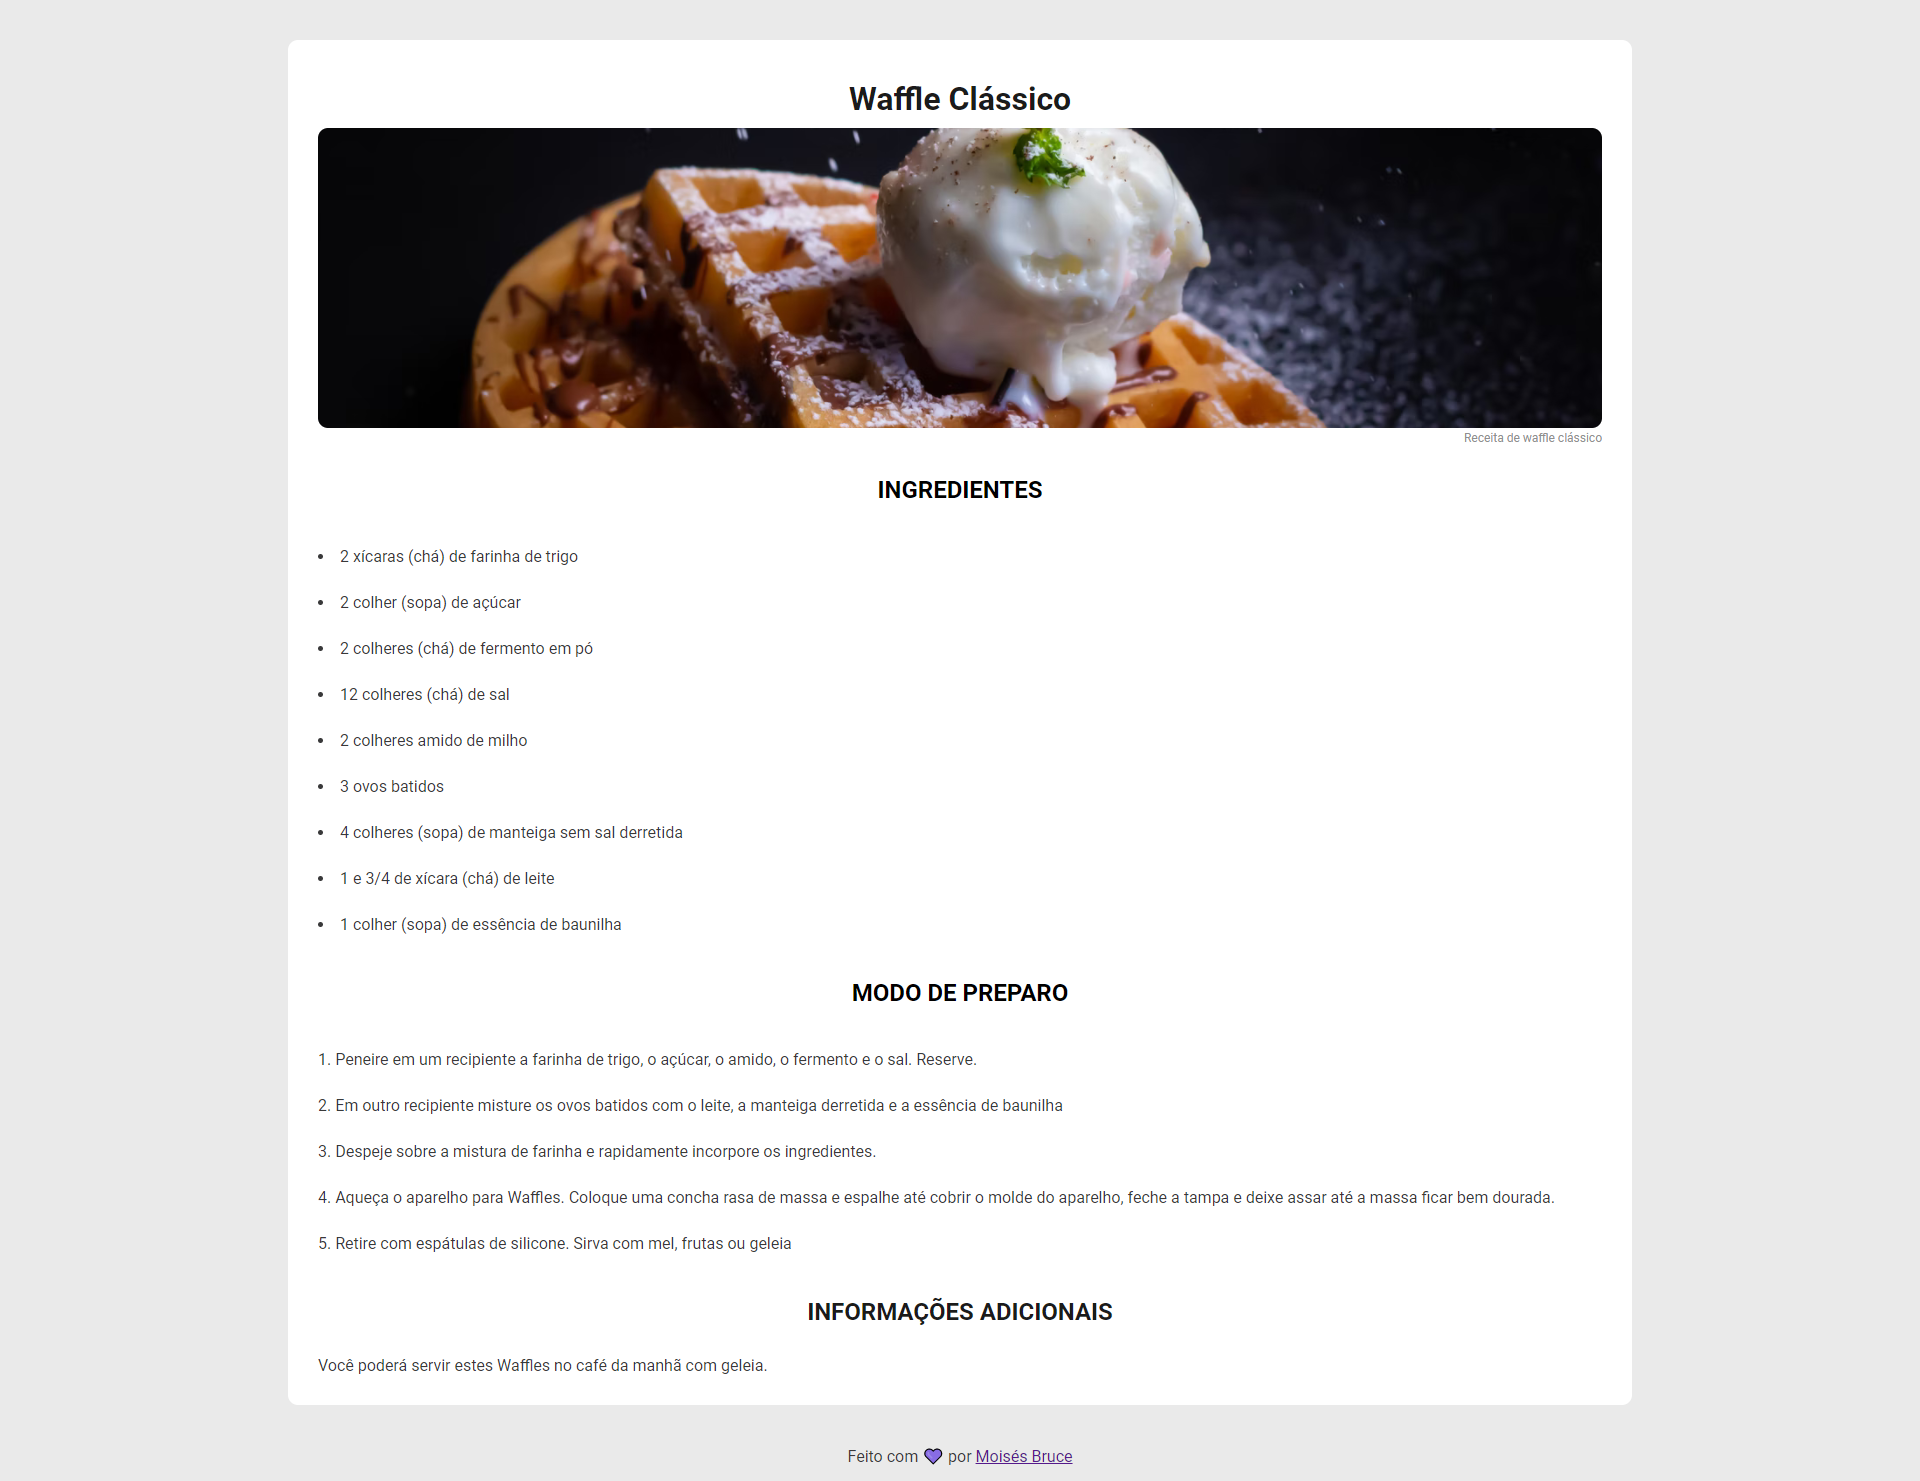 Waffle Clássico
Receita de waffle clássico
INGREDIENTES
• 2 xícaras (chá) de farinha de trigo
• 2 colher (sopa) de açúcar
• 2 colheres (chá) de fermento em pó
• 12 colheres (chá) de sal
• 2 colheres amido de milho
• 3 ovos batidos
• 4 colheres (sopa) de manteiga sem sal derretida
• 1 e 3/4 de xícara (chá) de leite
• 1 colher (sopa) de essência de baunilha
MODO DE PREPARO
1. Peneire em um recipiente a farinha de trigo, o açúcar, o amido, o fermento e o sal. Reserve.
2. Em outro recipiente misture os ovos batidos com o leite, a manteiga derretida e a essência de baunilha
3. Despeje sobre a mistura de farinha e rapidamente incorpore os ingredientes.
4. Aqueça o aparelho para Waffles. Coloque uma concha rasa de massa e espalhe até cobrir o molde do aparelho, feche a tampa e deixe assar até a massa ficar bem dourada.
5. Retire com espátulas de silicone. Sirva com mel, frutas ou geleia
INFORMAÇÕES ADICIONAIS
Você poderá servir estes Waffles no café da manhã com geleia.
Feito com 💜 por Moisés Bruce